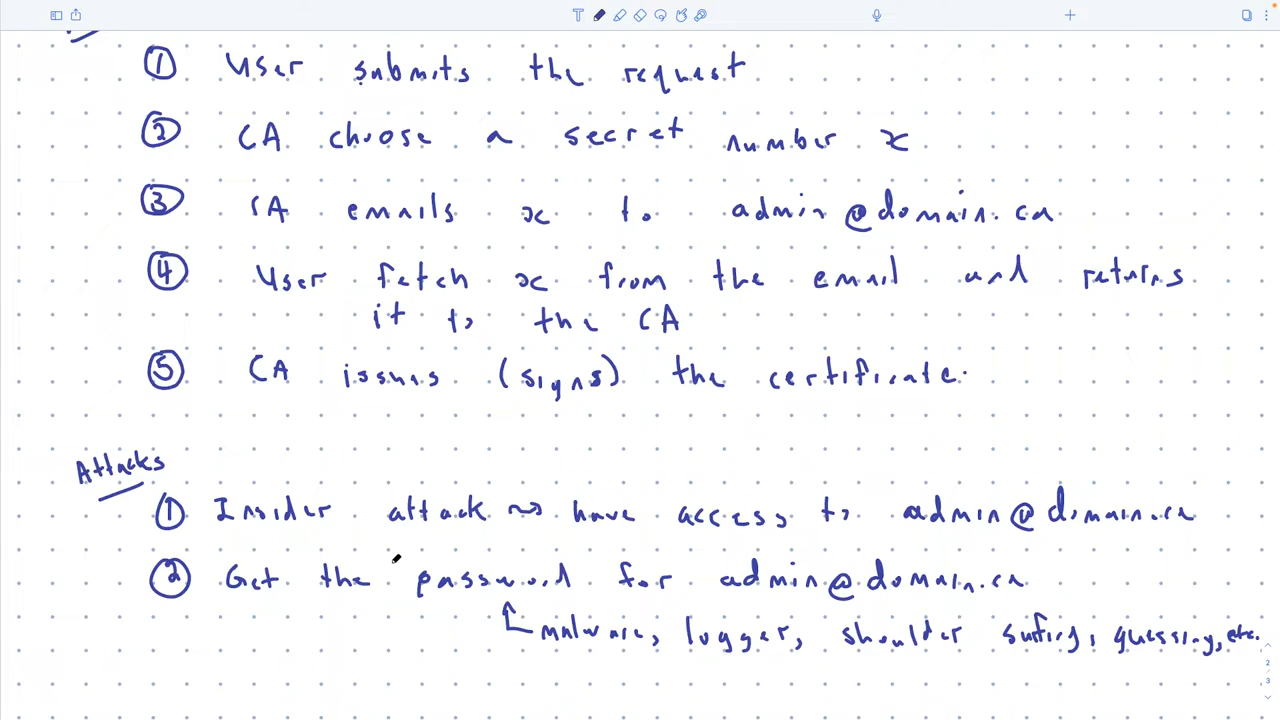 ① User submits the request
② CA choose a secret number x
③ CA emails x to admin@domain.ca
④ User fetch x from the email and returns
it to the CA
⑤ CA issues (signs) the certificate.
Attacks
① Insider attack ⇝ have access to admin@domain.ca
② Get the password for admin@domain.ca
malware, logger, shoulder sufing, guessing, etc.
2
3